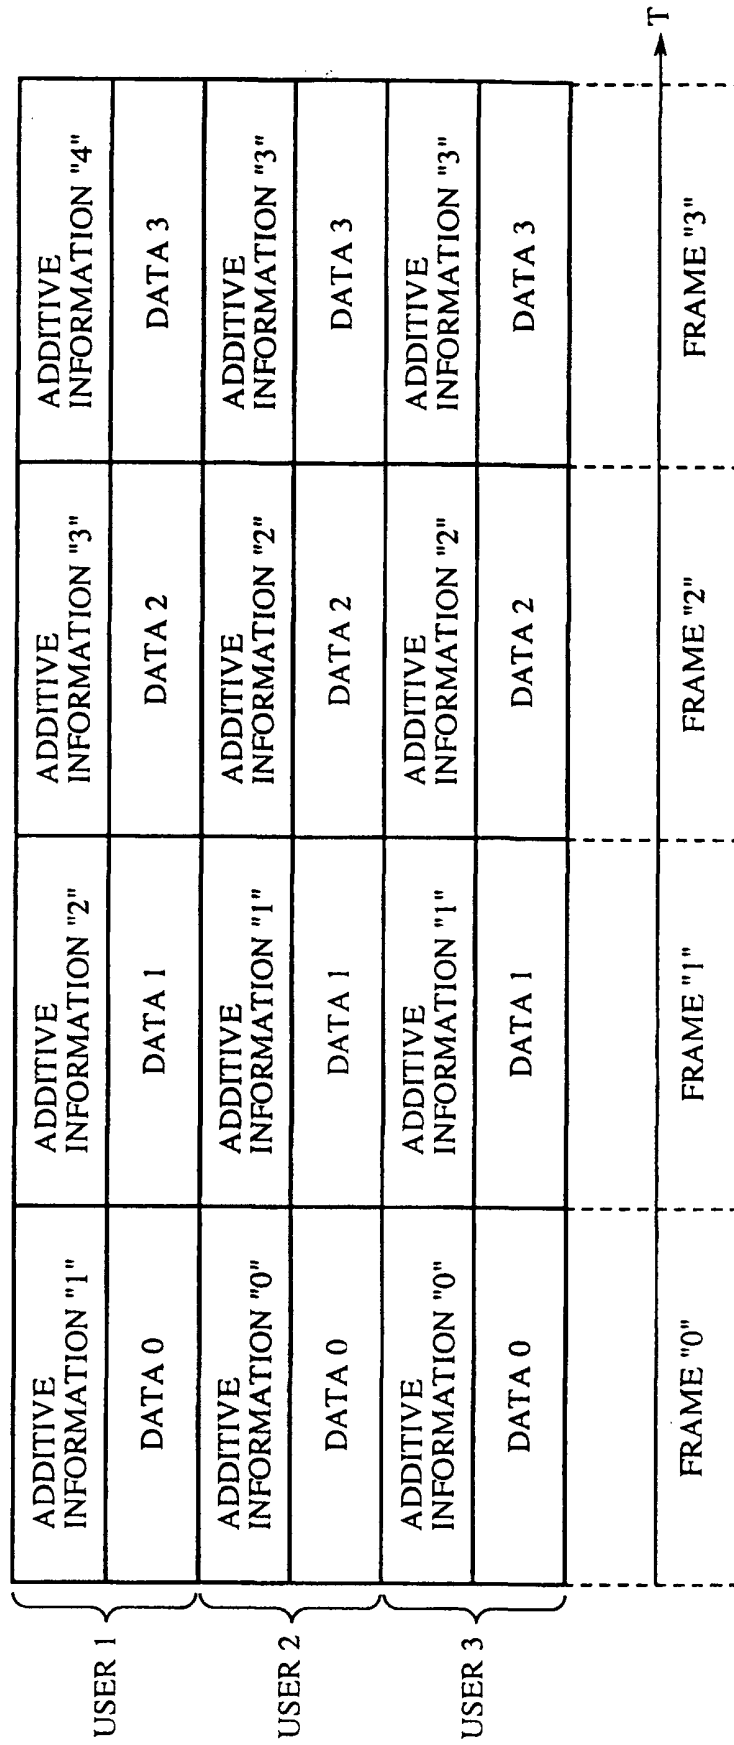 USER 1
ADDITIVE
INFORMATION "1"
ADDITIVE
INFORMATION "2"
ADDITIVE
INFORMATION "3"
ADDITIVE
INFORMATION "4"
DATA 0
DATA 1
DATA 2
DATA 3
USER 2
ADDITIVE
INFORMATION "0"
ADDITIVE
INFORMATION "1"
ADDITIVE
INFORMATION "2"
ADDITIVE
INFORMATION "3"
DATA 0
DATA 1
DATA 2
DATA 3
USER 3
ADDITIVE
INFORMATION "0"
ADDITIVE
INFORMATION "1"
ADDITIVE
INFORMATION "2"
ADDITIVE
INFORMATION "3"
DATA 0
DATA 1
DATA 2
DATA 3
T
FRAME "0"
FRAME "1"
FRAME "2"
FRAME "3"